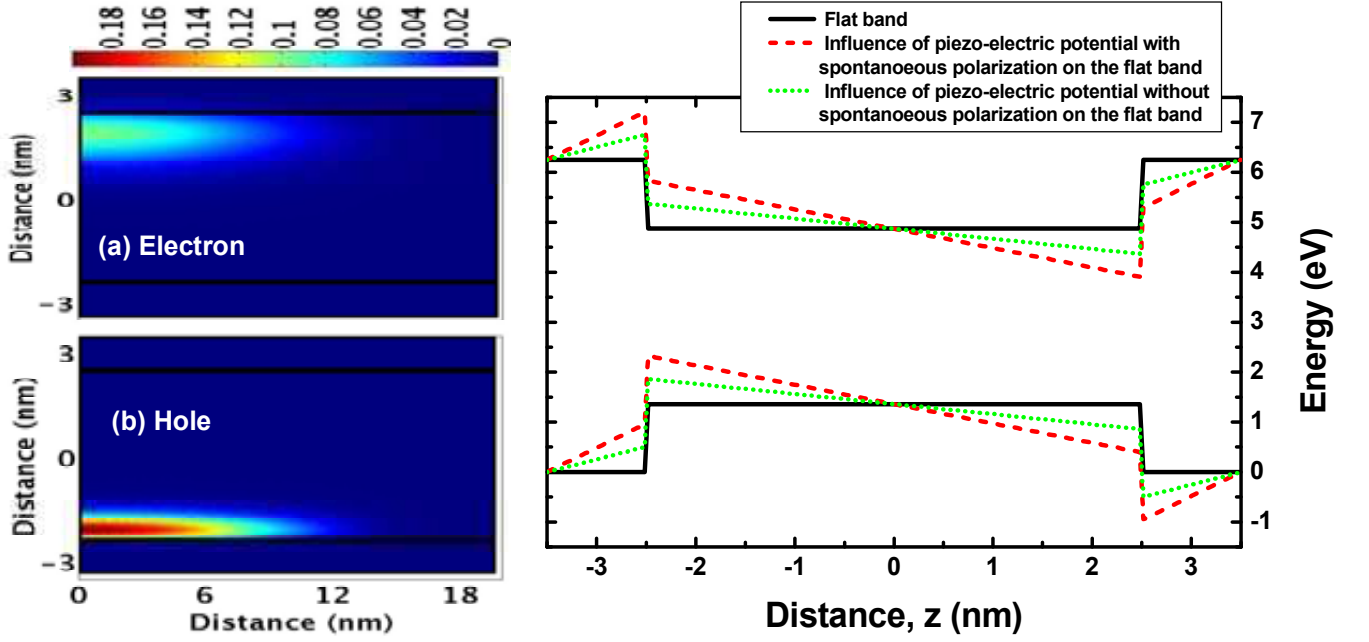 0.18 0.16 0.14 0.12 0.1 0.08 0.06 0.04 0.02 0
3
0
−3
Distance (nm)
(a) Electron
3
0
−3
Distance (nm)
(b) Hole
0 6 12 18
Distance (nm)
Flat band
Influence of piezo-electric potential with
spontanoeous polarization on the flat band
Influence of piezo-electric potential without
spontanoeous polarization on the flat band
7
6
5
4
3
2
1
0
-1
Energy (eV)
-3 -2 -1 0 1 2 3
Distance, z (nm)